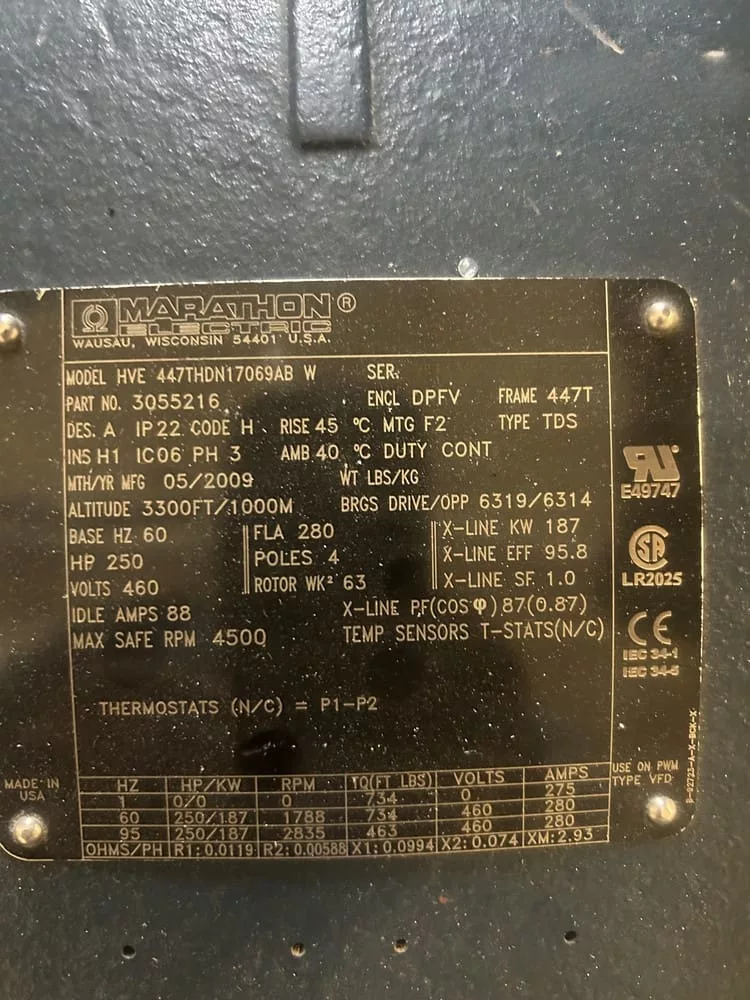 MARATHON ®
ELECTRIC
WAUSAU, WISCONSIN 54401 U.S.A.
MODEL HVE 447THDN17069AB W SER.
PART NO. 3055216 ENCL DPFV FRAME 447T
DES. A IP22 CODE H RISE 45 °C MTG F2 TYPE TDS
INS H1 IC06 PH 3 AMB 40 °C DUTY CONT
MTH/YR MFG 05/2009 WT LBS/KG
ALTITUDE 3300FT/1000M BRGS DRIVE/OPP 6319/6314
BASE HZ 60 FLA 280 X-LINE KW 187
HP 250 POLES 4 X-LINE EFF 95.8
VOLTS 460 ROTOR WK² 63 X-LINE SF 1.0
IDLE AMPS 88 X-LINE P.F(COS φ) 87(0.87)
MAX SAFE RPM 4500 TEMP SENSORS T-STATS(N/C)
THERMOSTATS (N/C) = P1-P2
HZ HP/KW RPM TQ(FT LBS) VOLTS AMPS
1 0/0 0 734 0 275
60 250/187 1788 734 460 280
95 250/187 2835 463 460 280
OHMS/PH R1: 0.0119 R2: 0.00588 X1: 0.0994 X2: 0.074 XM: 2.93
MADE IN
USA
E49747
SA
LR2025
CE
IEC 34-1
IEC 34-5
USE ON PWM
TYPE VFD
B-92723-A-X-BCK-X